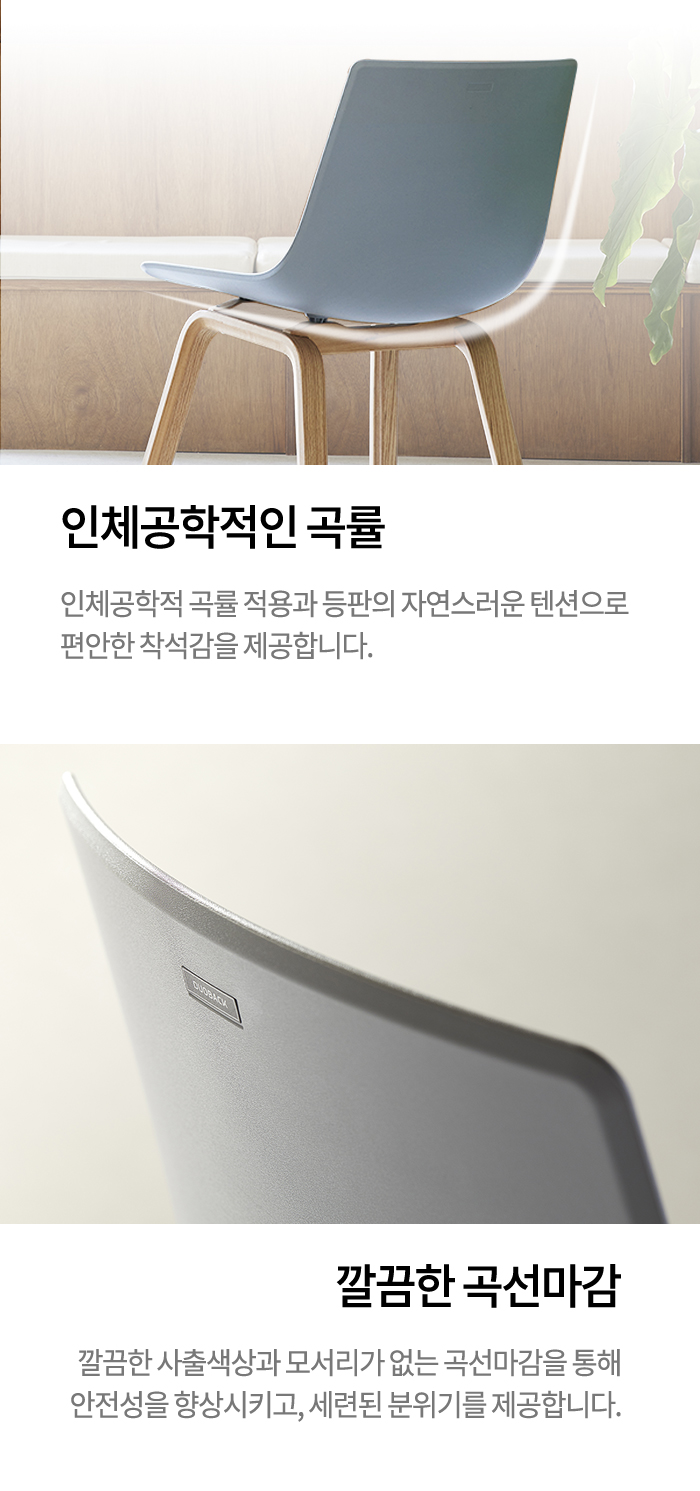 인체공학적인 곡률
인체공학적 곡률 적용과 등판의 자연스러운 텐션으로
편안한 착석감을 제공합니다.
DUOBACK
깔끔한 곡선마감
깔끔한 사출색상과 모서리가 없는 곡선마감을 통해
안전성을 향상시키고, 세련된 분위기를 제공합니다.